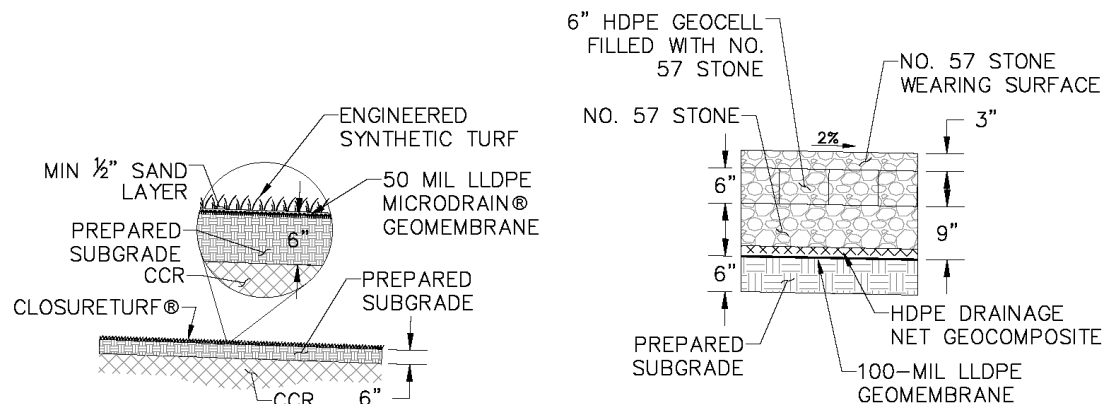 ENGINEERED
SYNTHETIC TURF
MIN ½" SAND
LAYER
50 MIL LLDPE
MICRODRAIN®
GEOMEMBRANE
6"
PREPARED
SUBGRADE
CCR
PREPARED
SUBGRADE
CLOSURETURF®
CCR
6"
6" HDPE GEOCELL
FILLED WITH NO.
57 STONE
NO. 57 STONE
WEARING SURFACE
NO. 57 STONE
2%
3"
6"
9"
6"
HDPE DRAINAGE
NET GEOCOMPOSITE
PREPARED
SUBGRADE
100-MIL LLDPE
GEOMEMBRANE